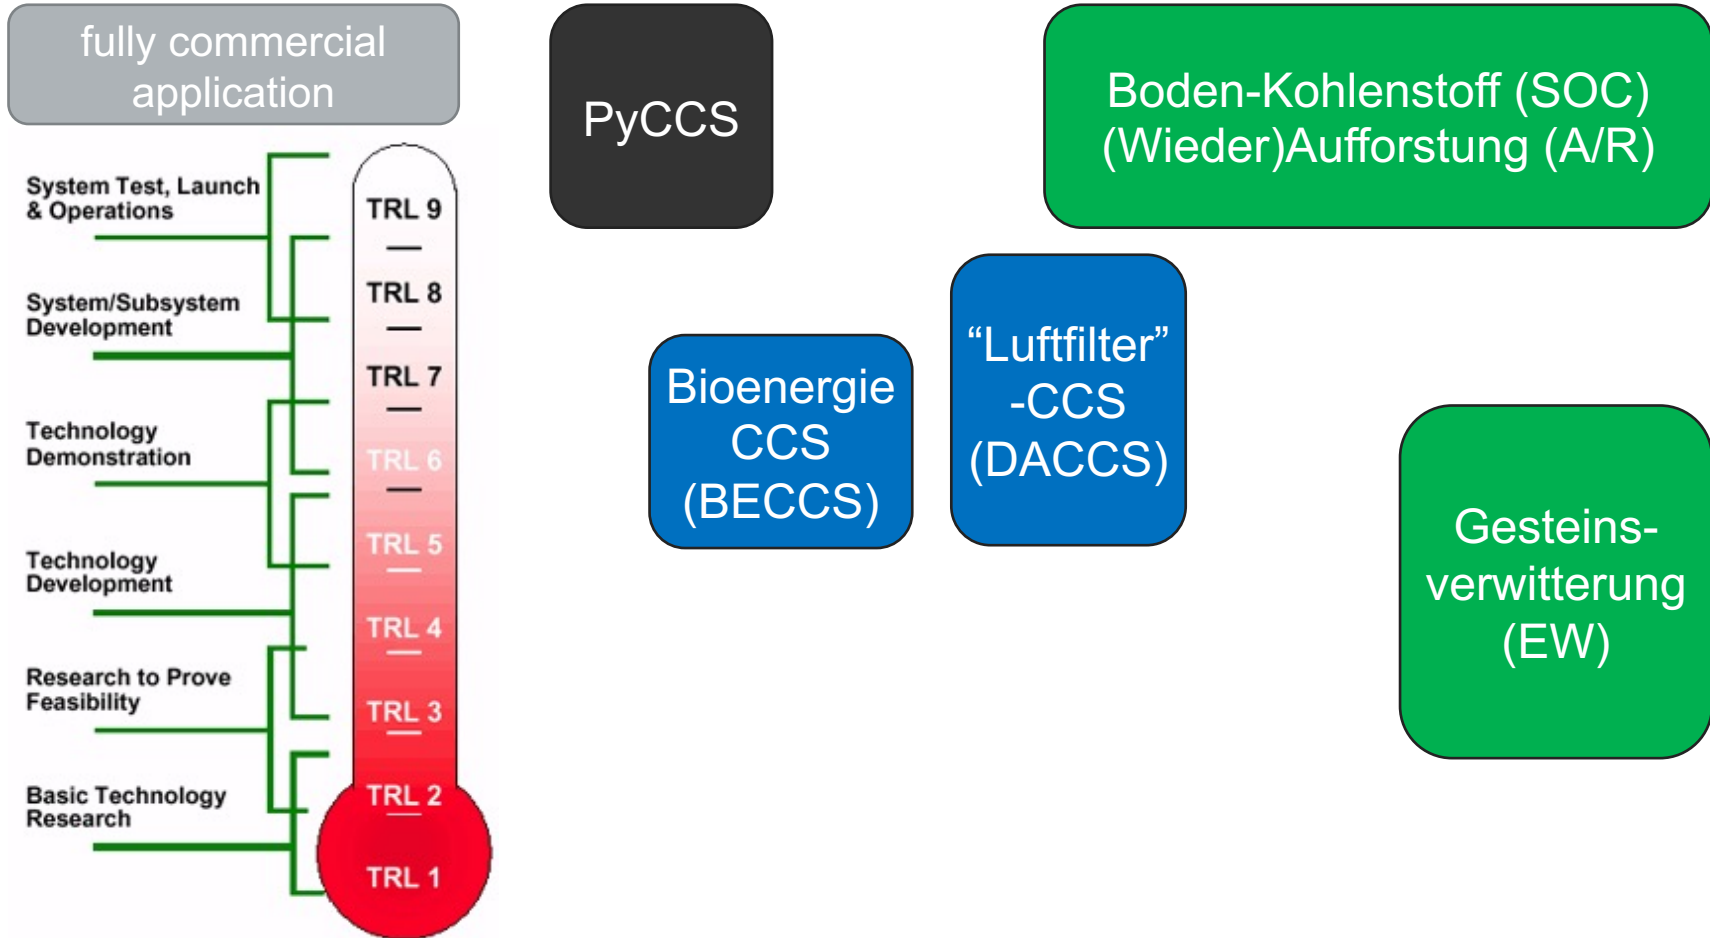 fully commercial
application
System Test, Launch
& Operations
System/Subsystem
Development
Technology
Demonstration
Technology
Development
Research to Prove
Feasibility
Basic Technology
Research
TRL 9
TRL 8
TRL 7
TRL 6
TRL 5
TRL 4
TRL 3
TRL 2
TRL 1
PyCCS
Boden-Kohlenstoff (SOC)
(Wieder)Aufforstung (A/R)
Bioenergie
CCS
(BECCS)
“Luftfilter”
-CCS
(DACCS)
Gesteins-
verwitterung
(EW)